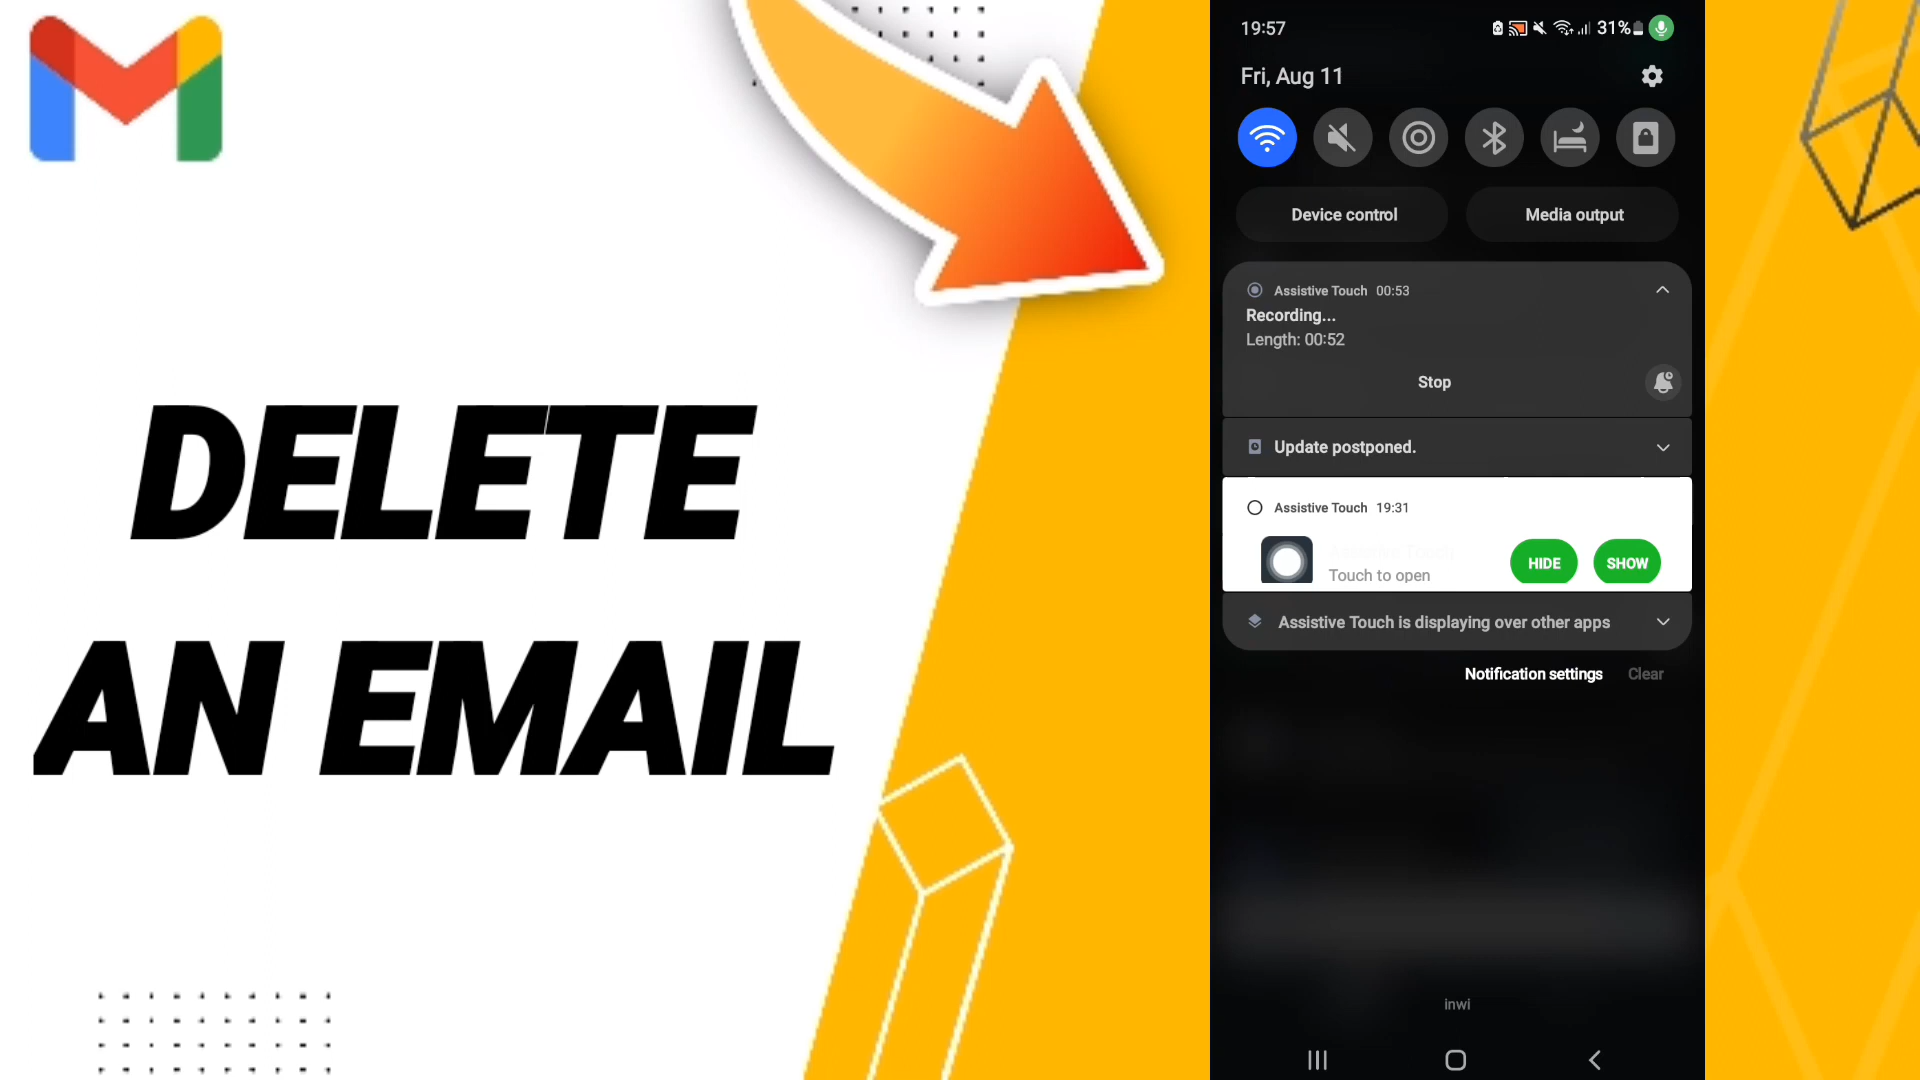 DELETE
AN EMAIL
19:57
31%
Fri, Aug 11
Device control
Media output
Assistive Touch 00:53
Recording...
Length: 00:52
Stop
Update postponed.
Assistive Touch 19:31
Touch to open
HIDE
SHOW
Assistive Touch is displaying over other apps
Notification settings
Clear
inwi